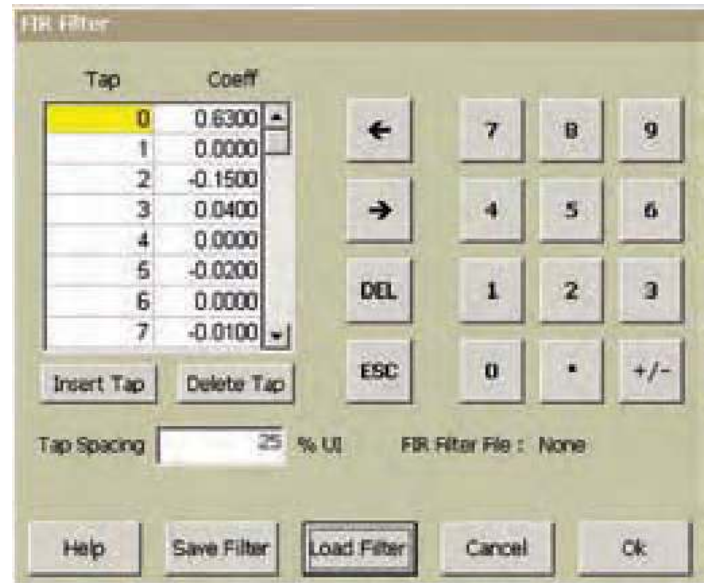 FIR Filter
Tap Coeff
0 0.6300
1 0.0000
2 -0.1500
3 0.0400
4 0.0000
5 -0.0200
6 0.0000
7 -0.0100
← 7 8 9
→ 4 5 6
DEL 1 2 3
ESC 0 . +/-
Insert Tap Delete Tap
Tap Spacing 25 % UI FIR Filter File : None
Help Save Filter Load Filter Cancel Ok